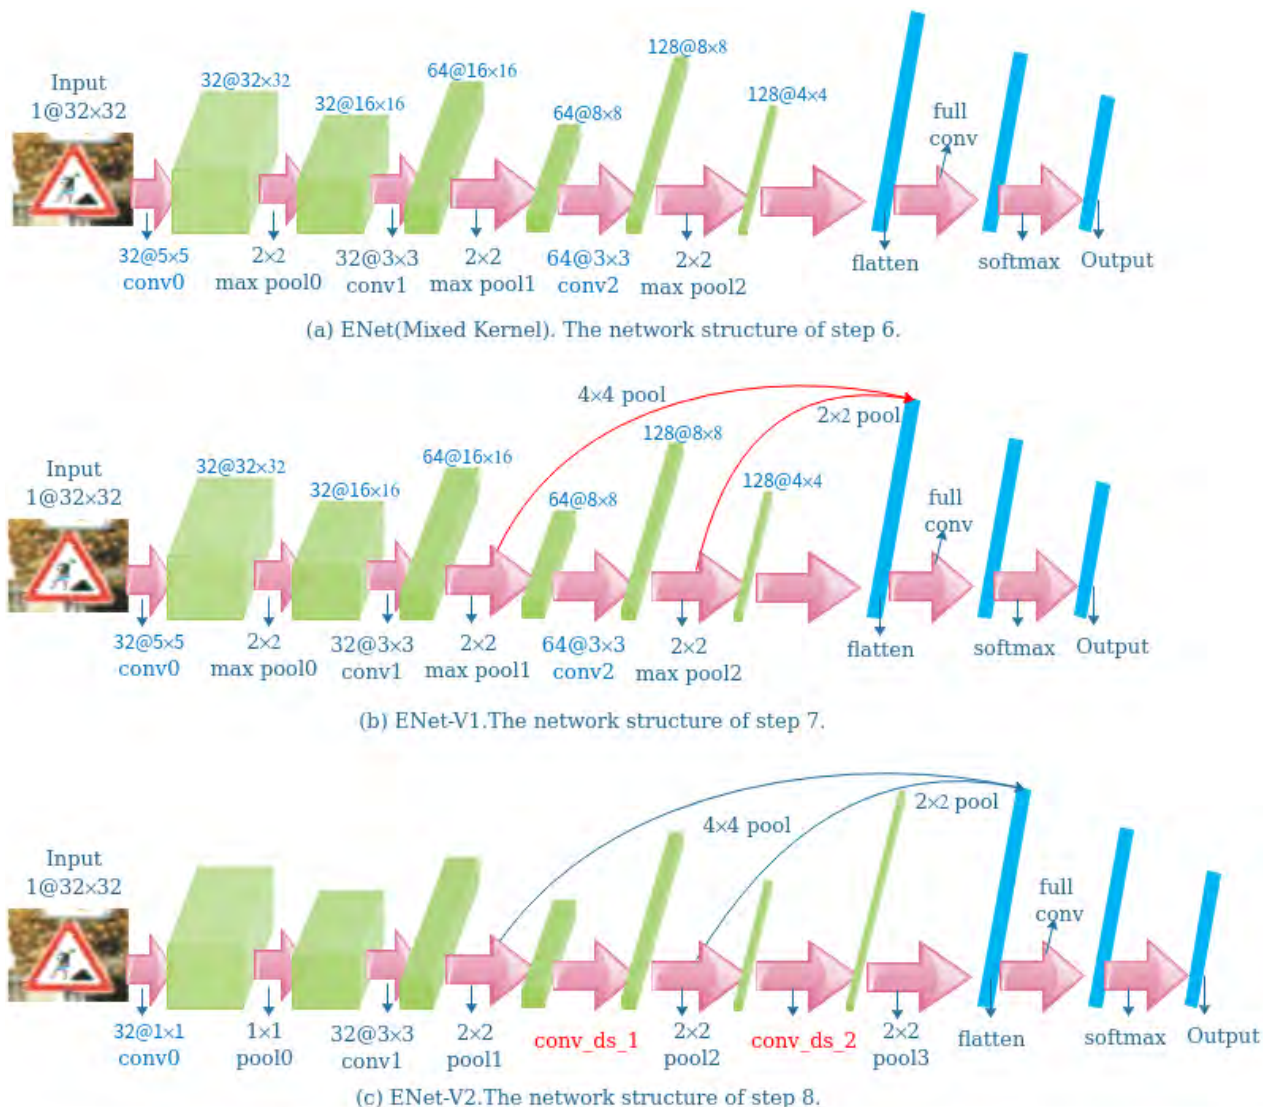 Input
1@32×32
32@32×32
32@16×16
64@16×16
64@8×8
128@8×8
128@4×4
full
conv
32@5×5
conv0
2×2
max pool0
32@3×3
conv1
2×2
max pool1
64@3×3
conv2
2×2
max pool2
flatten
softmax
Output
(a) ENet(Mixed Kernel). The network structure of step 6.
4×4 pool
2×2 pool
Input
1@32×32
32@32×32
32@16×16
64@16×16
64@8×8
128@8×8
128@4×4
full
conv
32@5×5
conv0
2×2
max pool0
32@3×3
conv1
2×2
max pool1
64@3×3
conv2
2×2
max pool2
flatten
softmax
Output
(b) ENet-V1.The network structure of step 7.
4×4 pool
2×2 pool
Input
1@32×32
full
conv
32@1×1
conv0
1×1
pool0
32@3×3
conv1
2×2
pool1
conv_ds_1
2×2
pool2
conv_ds_2
2×2
pool3
flatten
softmax
Output
(c) ENet-V2.The network structure of step 8.